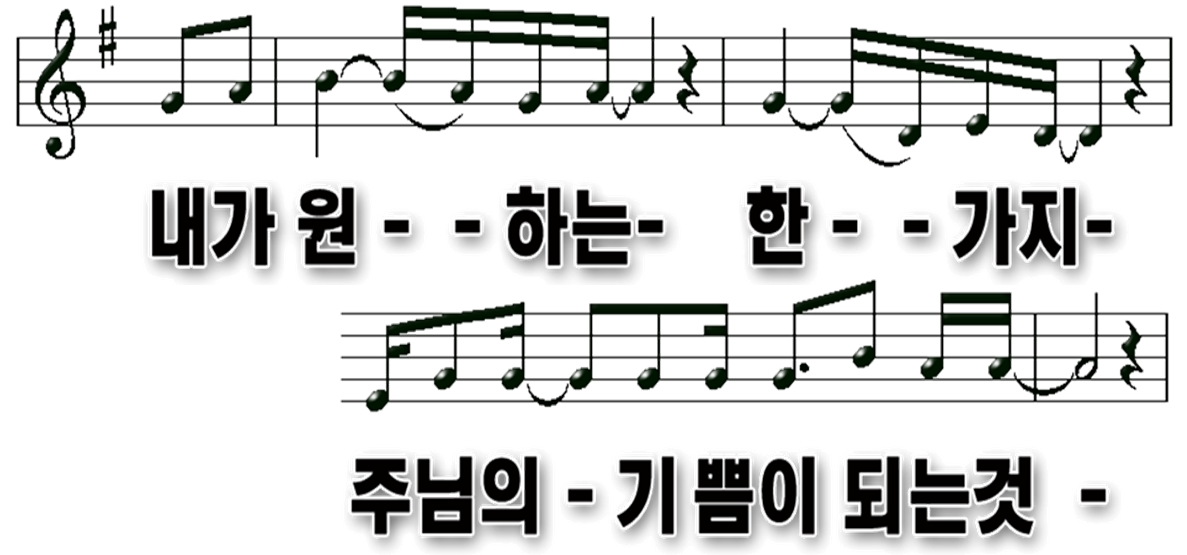 내가 원 - - 하는- 한 - - 가지-
주님의 - 기 쁨이 되는것 -